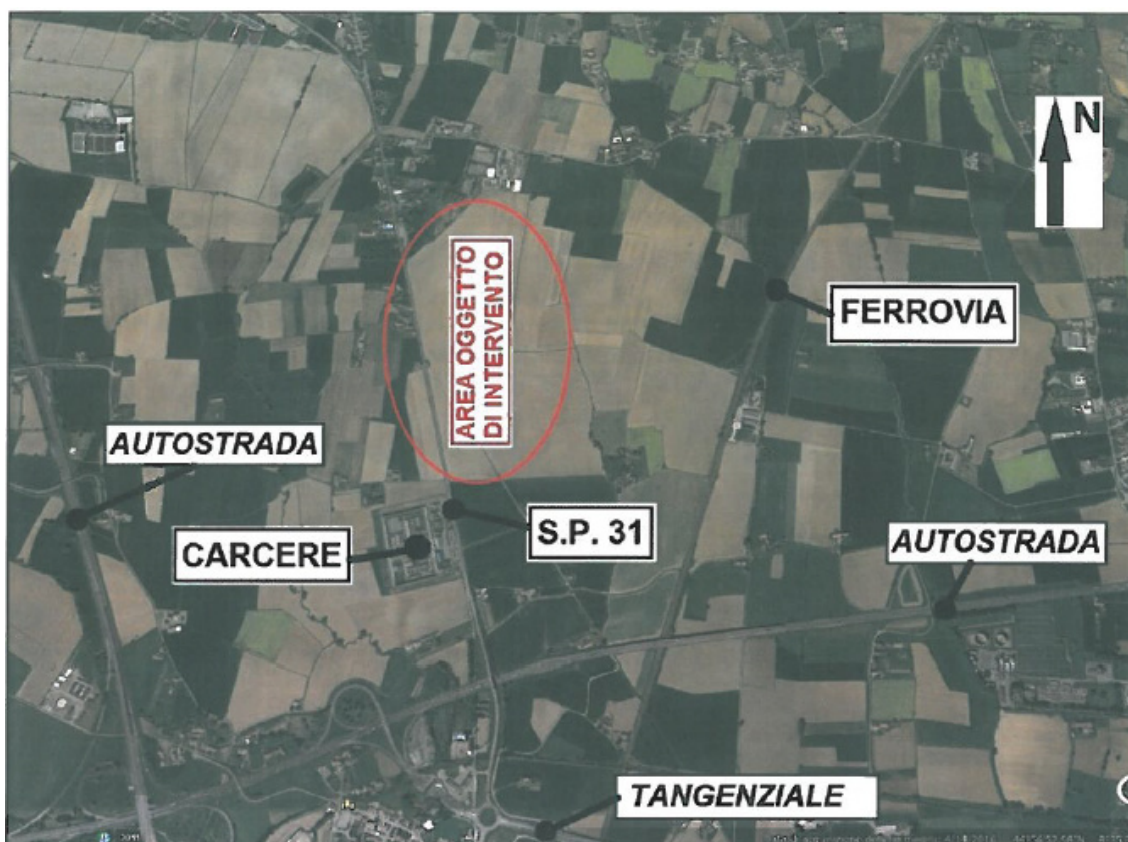 N
AREA OGGETTO
DI INTERVENTO
FERROVIA
AUTOSTRADA
S.P. 31
CARCERE
AUTOSTRADA
TANGENZIALE